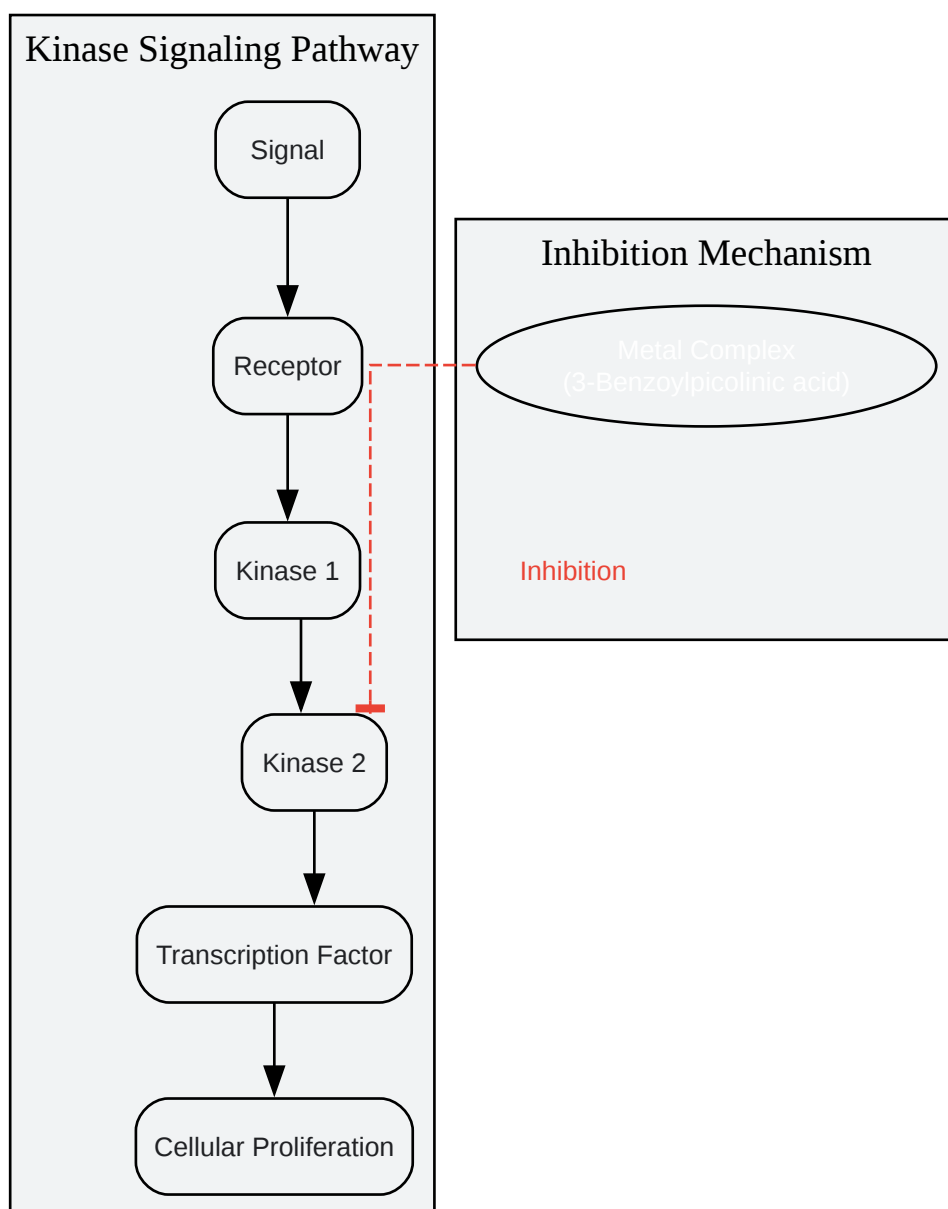 Kinase Signaling Pathway
Signal
Receptor
Kinase 1
Kinase 2
Transcription Factor
Cellular Proliferation
Inhibition Mechanism
Metal Complex
(3-Benzoylpicolinic acid)
Inhibition